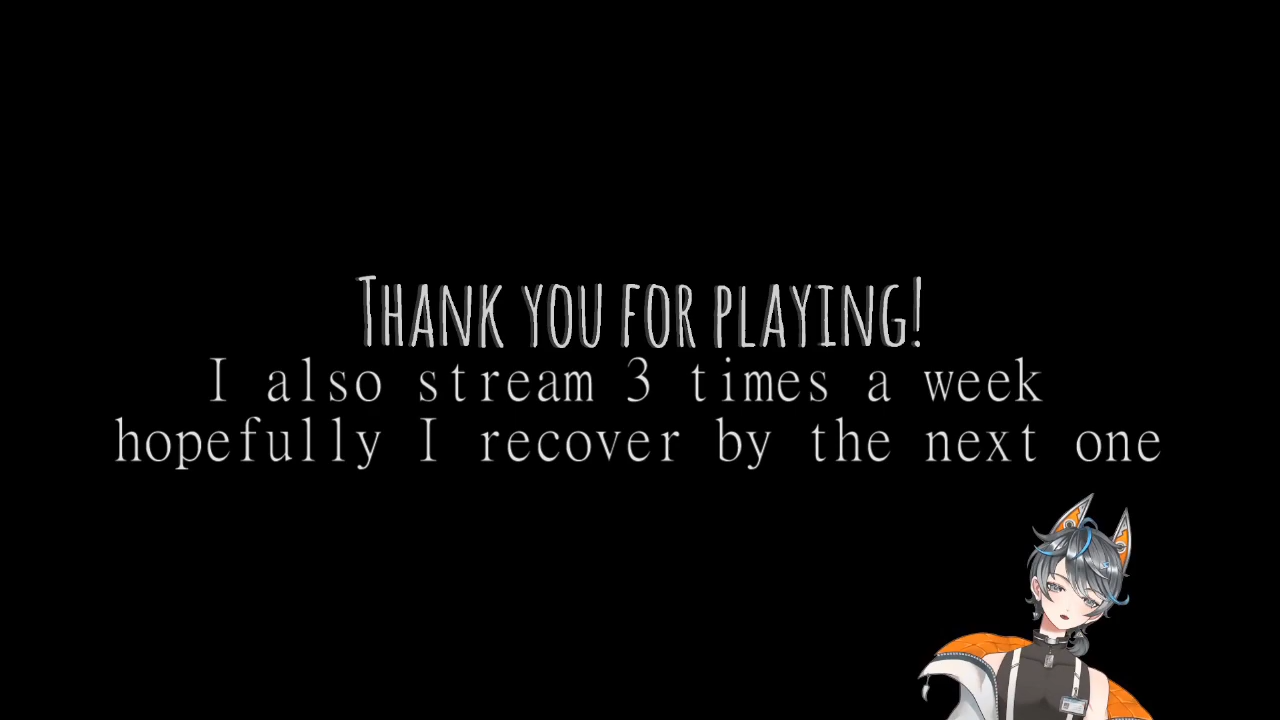 THANK YOU FOR PLAYING!
I also stream 3 times a week
hopefully I recover by the next one